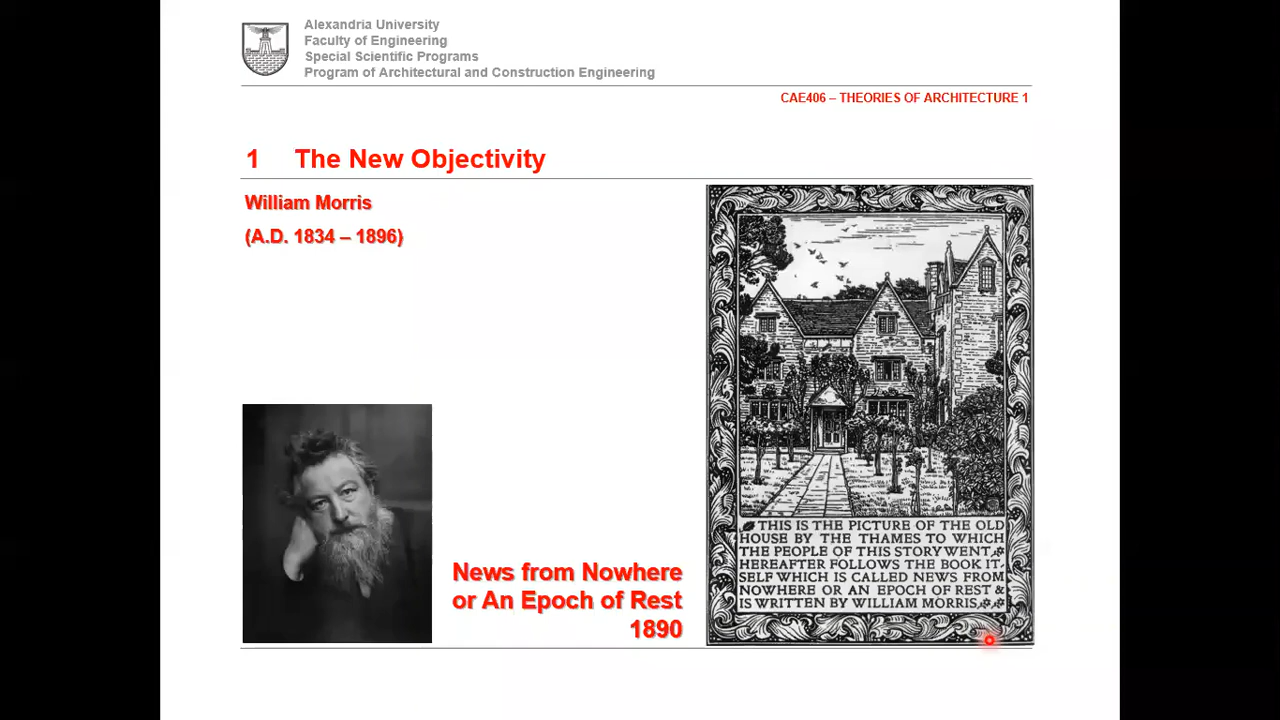 Alexandria University
Faculty of Engineering
Special Scientific Programs
Program of Architectural and Construction Engineering
CAE406 – THEORIES OF ARCHITECTURE 1
1 The New Objectivity
William Morris
(A.D. 1834 – 1896)
News from Nowhere
or An Epoch of Rest
1890
THIS IS THE PICTURE OF THE OLD
HOUSE BY THE THAMES TO WHICH
THE PEOPLE OF THIS STORY WENT
HEREAFTER FOLLOWS THE BOOK IT-
SELF WHICH IS CALLED NEWS FROM
NOWHERE OR AN EPOCH OF REST &
IS WRITTEN BY WILLIAM MORRIS